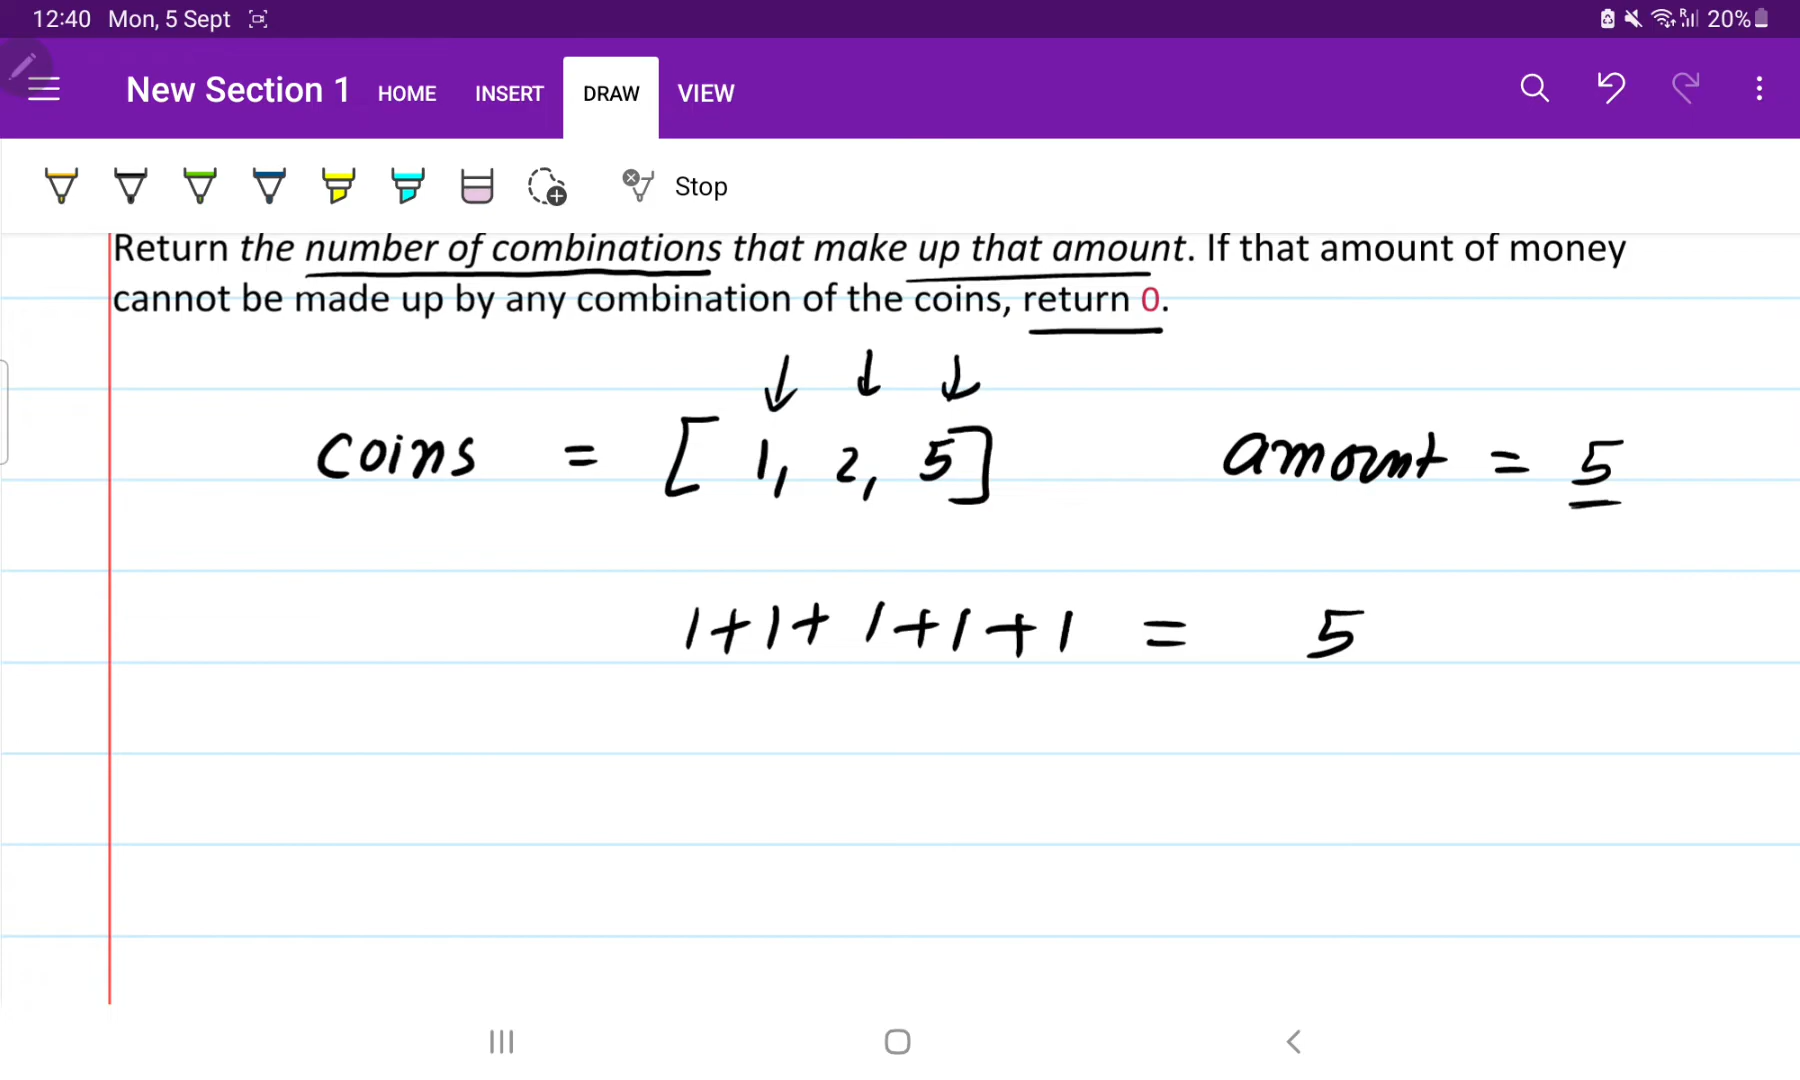 12:40 Mon, 5 Sept R 20%
New Section 1 HOME INSERT DRAW VIEW
Stop
Return the number of combinations that make up that amount. If that amount of money
cannot be made up by any combination of the coins, return 0.
coins = [ 1, 2, 5] amount = 5
1+1+ 1+1+1 = 5